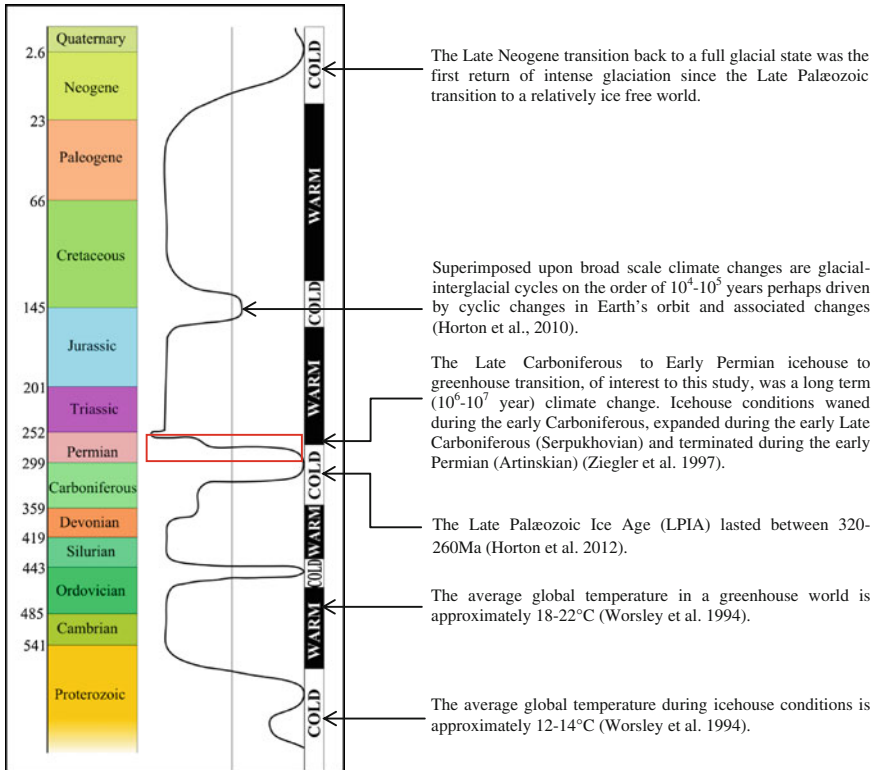 Quaternary
2.6
Neogene
23
Paleogene
66
Cretaceous
145
Jurassic
201
Triassic
252
Permian
299
Carboniferous
359
Devonian
419
Silurian
443
Ordovician
485
Cambrian
541
Proterozoic
COLD
WARM
COLD
WARM
COLD
WARM
COLD
WARM
COLD
The Late Neogene transition back to a full glacial state was the
first return of intense glaciation since the Late Palæozoic
transition to a relatively ice free world.
Superimposed upon broad scale climate changes are glacial-
interglacial cycles on the order of 10⁴-10⁵ years perhaps driven
by cyclic changes in Earth's orbit and associated changes
(Horton et al., 2010).
The Late Carboniferous to Early Permian icehouse to
greenhouse transition, of interest to this study, was a long term
(10⁶-10⁷ year) climate change. Icehouse conditions waned
during the early Carboniferous, expanded during the early Late
Carboniferous (Serpukhovian) and terminated during the early
Permian (Artinskian) (Ziegler et al. 1997).
The Late Palæozoic Ice Age (LPIA) lasted between 320-
260Ma (Horton et al. 2012).
The average global temperature in a greenhouse world is
approximately 18-22°C (Worsley et al. 1994).
The average global temperature during icehouse conditions is
approximately 12-14°C (Worsley et al. 1994).